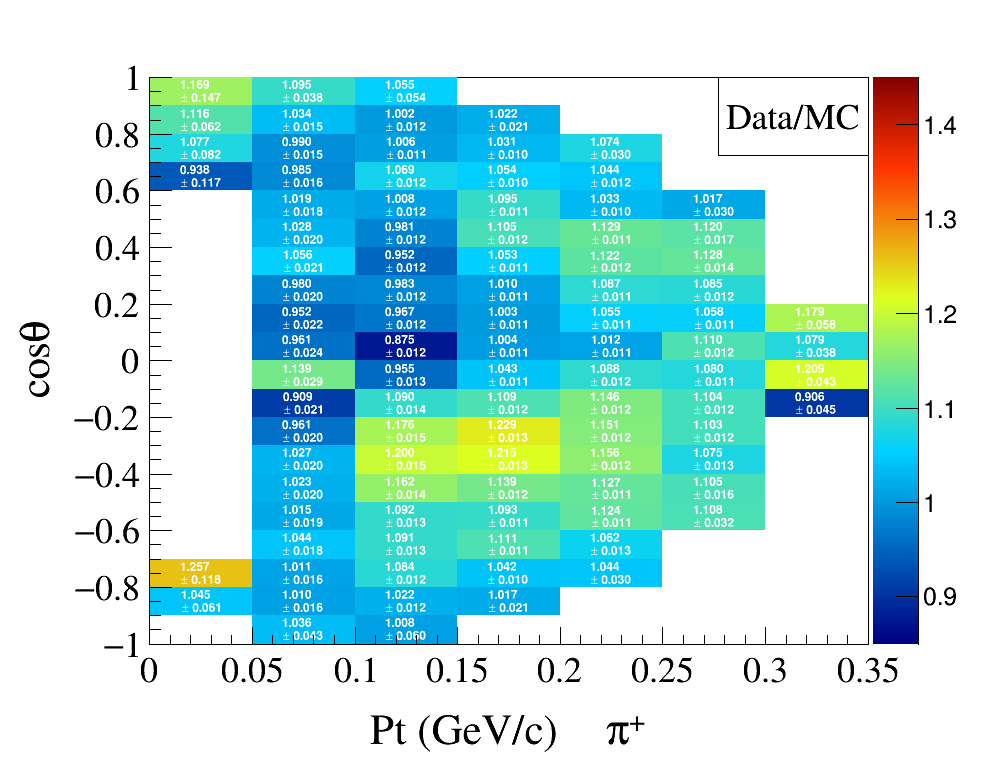 Data/MC
1 1.169 1.095 1.055
± 0.147 ± 0.038 ± 0.054
1.116 1.034 1.002 1.022
± 0.062 ± 0.015 ± 0.012 ± 0.021
0.8 1.077 0.990 1.006 1.031 1.074
± 0.082 ± 0.015 ± 0.011 ± 0.010 ± 0.030
0.938 0.985 1.069 1.054 1.044
± 0.117 ± 0.016 ± 0.012 ± 0.010 ± 0.012
0.6 1.019 1.008 1.095 1.033 1.017
± 0.018 ± 0.012 ± 0.011 ± 0.010 ± 0.030
1.028 0.981 1.105 1.129 1.120
± 0.020 ± 0.012 ± 0.012 ± 0.011 ± 0.017
0.4 1.056 0.952 1.053 1.122 1.128
± 0.021 ± 0.012 ± 0.011 ± 0.012 ± 0.014
0.980 0.983 1.010 1.087 1.085
± 0.020 ± 0.012 ± 0.011 ± 0.011 ± 0.012
0.2 0.952 0.967 1.003 1.055 1.058 1.179
± 0.022 ± 0.012 ± 0.011 ± 0.011 ± 0.011 ± 0.058
0.961 0.875 1.004 1.012 1.110 1.079
± 0.024 ± 0.012 ± 0.011 ± 0.011 ± 0.012 ± 0.038
0 1.139 0.955 1.043 1.088 1.080 1.209
± 0.029 ± 0.013 ± 0.011 ± 0.012 ± 0.011 ± 0.043
0.909 1.090 1.109 1.146 1.104 0.906
± 0.021 ± 0.014 ± 0.012 ± 0.012 ± 0.012 ± 0.045
−0.2 0.961 1.176 1.229 1.151 1.103
± 0.020 ± 0.015 ± 0.013 ± 0.012 ± 0.012
1.027 1.200 1.215 1.156 1.075
± 0.020 ± 0.015 ± 0.013 ± 0.012 ± 0.013
−0.4 1.023 1.162 1.139 1.127 1.105
± 0.020 ± 0.014 ± 0.012 ± 0.011 ± 0.016
1.015 1.092 1.093 1.124 1.108
± 0.019 ± 0.013 ± 0.011 ± 0.011 ± 0.032
−0.6 1.044 1.091 1.111 1.062
± 0.018 ± 0.013 ± 0.011 ± 0.013
1.257 1.011 1.084 1.042 1.044
± 0.118 ± 0.016 ± 0.012 ± 0.010 ± 0.030
−0.8 1.045 1.010 1.022 1.017
± 0.061 ± 0.016 ± 0.012 ± 0.021
1.036 1.008
−1 ± 0.043 ± 0.060
0 0.05 0.1 0.15 0.2 0.25 0.3 0.35
Pt (GeV/c) π+
cosθ
1.4
1.3
1.2
1.1
1
0.9